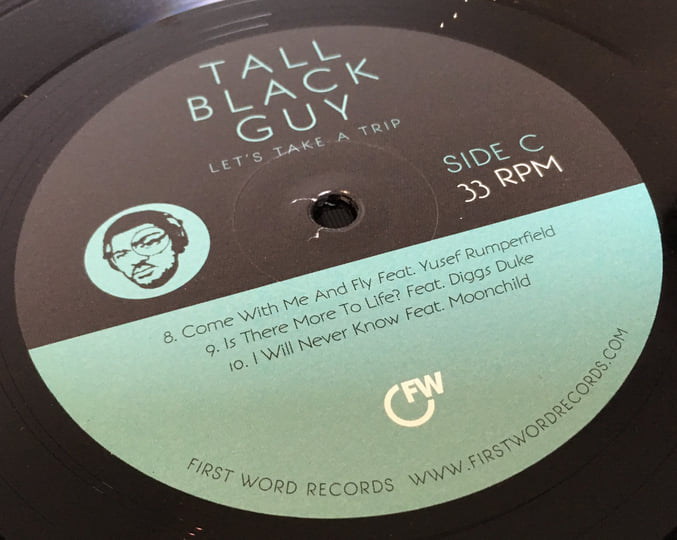 TALL
BLACK
GUY
LET'S TAKE A TRIP
SIDE C
33 RPM
8. Come With Me And Fly Feat. Yusef Rumperfield
9. Is There More To Life? Feat. Diggs Duke
10. I Will Never Know Feat. Moonchild
FW
FIRST WORD RECORDS WWW.FIRSTWORDRECORDS.COM